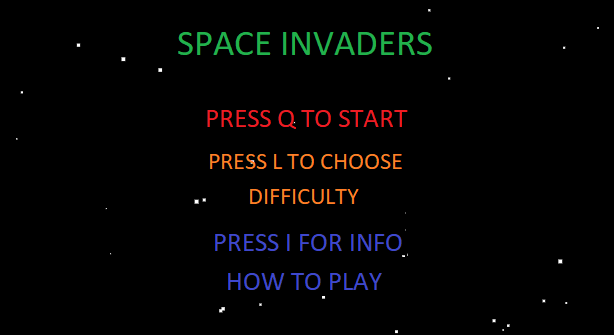 SPACE INVADERS
PRESS Q TO START
PRESS L TO CHOOSE
DIFFICULTY
PRESS I FOR INFO
HOW TO PLAY